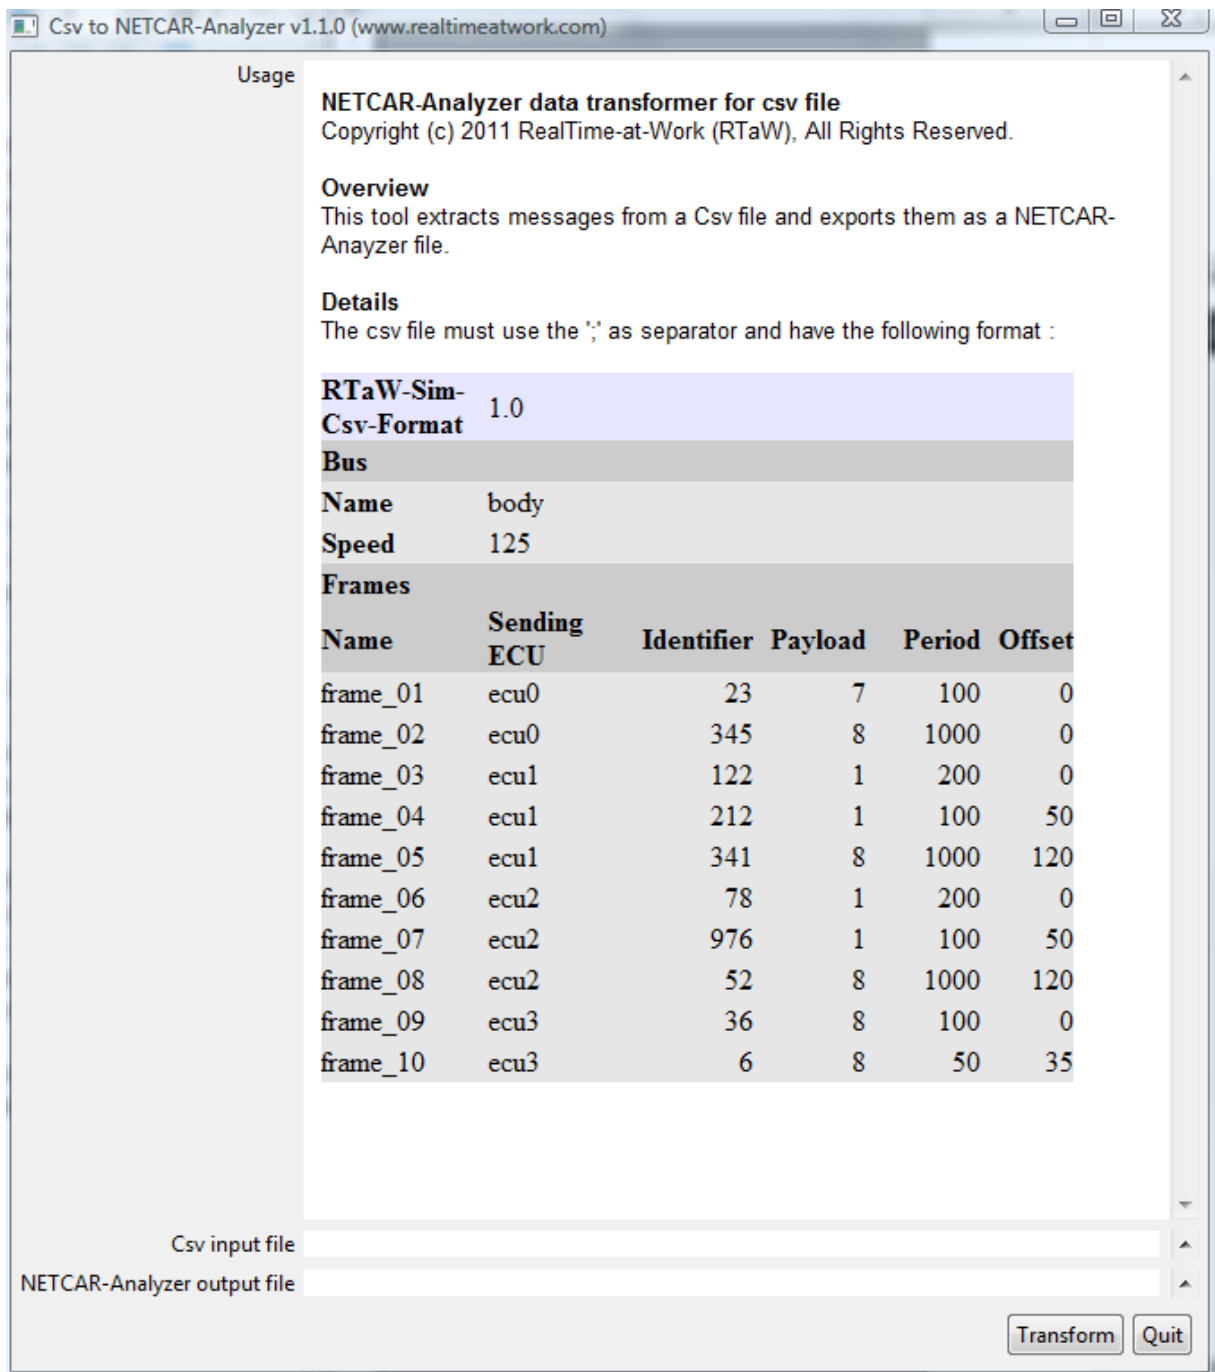 Csv to NETCAR-Analyzer v1.1.0 (www.realtimeatwork.com)
Usage
NETCAR-Analyzer data transformer for csv file
Copyright (c) 2011 RealTime-at-Work (RTaW), All Rights Reserved.
Overview
This tool extracts messages from a Csv file and exports them as a NETCAR-
Anayzer file.
Details
The csv file must use the ';' as separator and have the following format :
RTaW-Sim-
Csv-Format 1.0
Bus
Name body
Speed 125
Frames
Name Sending ECU Identifier Payload Period Offset
frame_01 ecu0 23 7 100 0
frame_02 ecu0 345 8 1000 0
frame_03 ecu1 122 1 200 0
frame_04 ecu1 212 1 100 50
frame_05 ecu1 341 8 1000 120
frame_06 ecu2 78 1 200 0
frame_07 ecu2 976 1 100 50
frame_08 ecu2 52 8 1000 120
frame_09 ecu3 36 8 100 0
frame_10 ecu3 6 8 50 35
Csv input file
NETCAR-Analyzer output file
Transform Quit